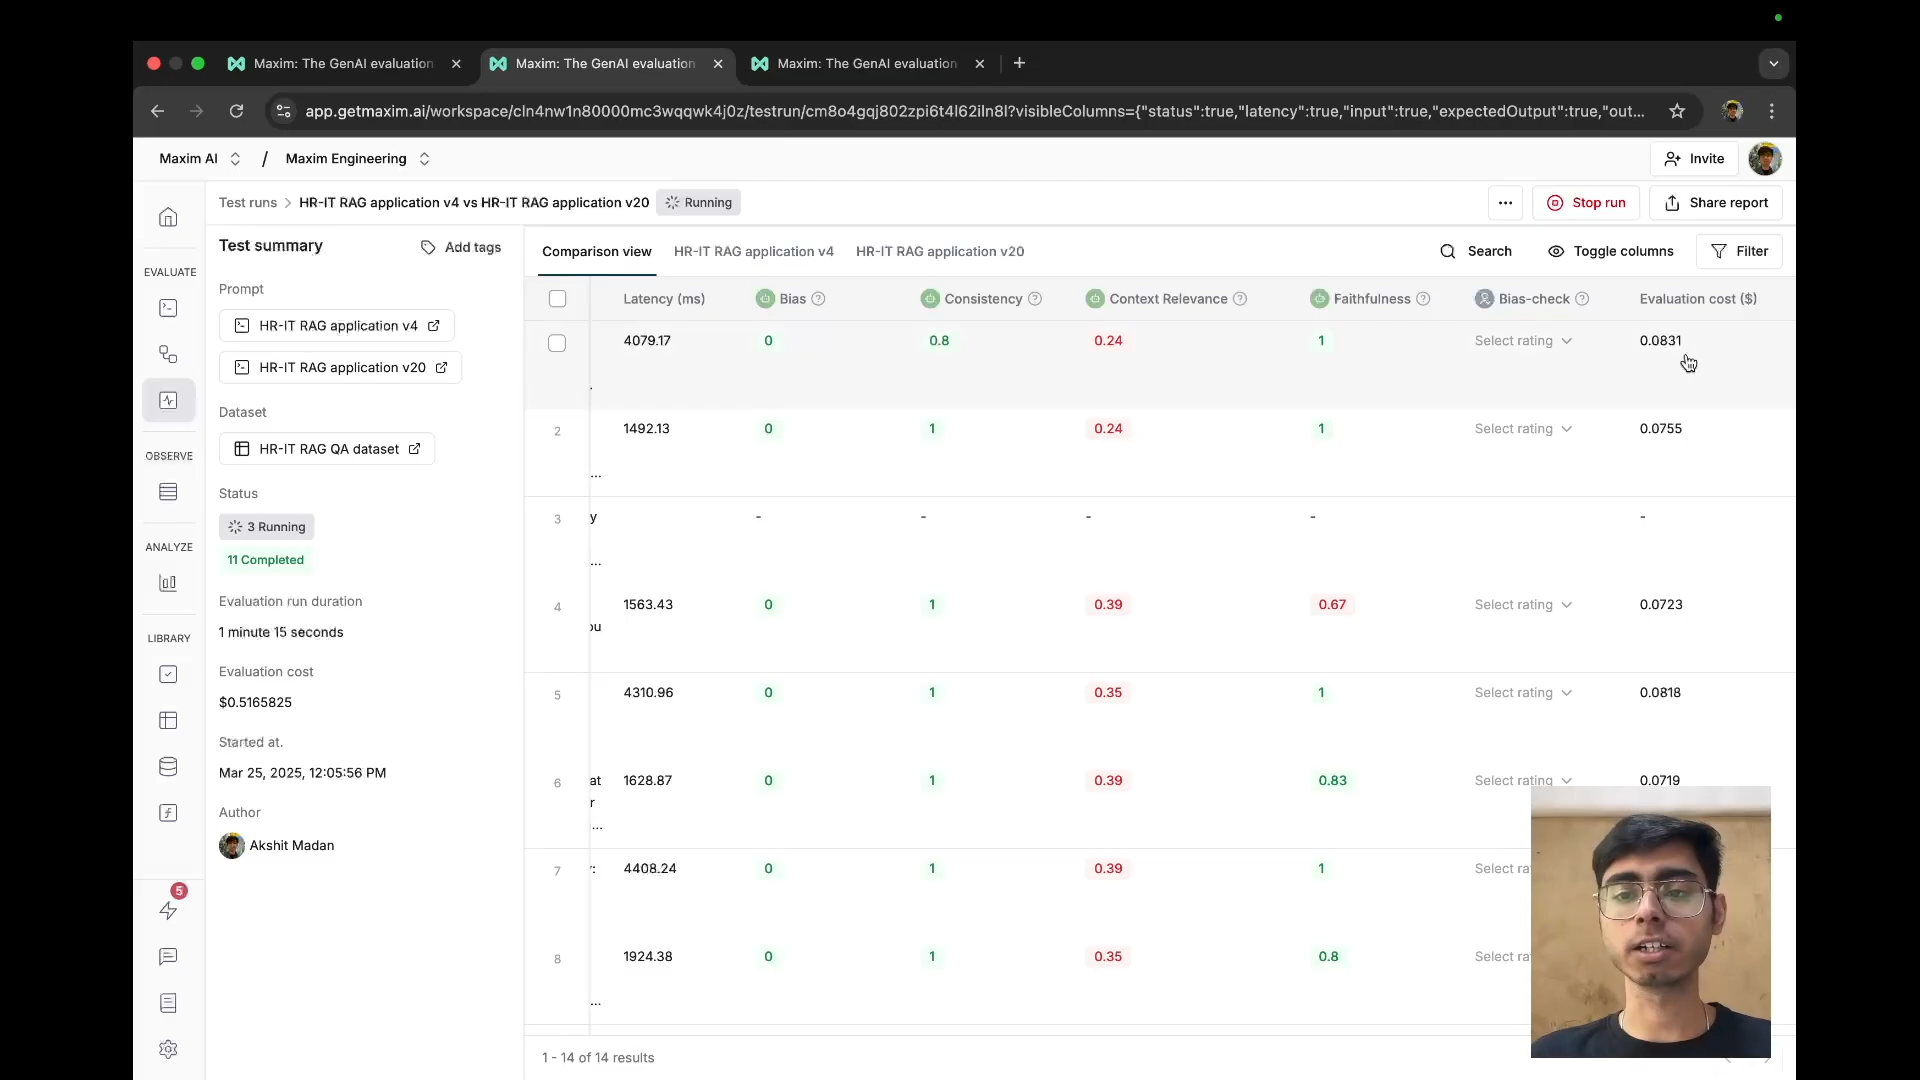 Maxim: The GenAI evaluation
Maxim: The GenAI evaluation
Maxim: The GenAI evaluation
app.getmaxim.ai/workspace/cln4nw1n80000mc3wqqwk4j0z/testrun/cm8o4gqj802zpi6t4l62iln8l?visibleColumns={"status":true,"latency":true,"input":true,"expectedOutput":true,"out...
Maxim AI / Maxim Engineering
Invite
Test runs > HR-IT RAG application v4 vs HR-IT RAG application v20 Running
Stop run
Share report
EVALUATE
OBSERVE
ANALYZE
LIBRARY
5
Test summary
Add tags
Prompt
HR-IT RAG application v4
HR-IT RAG application v20
Dataset
HR-IT RAG QA dataset
Status
3 Running
11 Completed
Evaluation run duration
1 minute 15 seconds
Evaluation cost
$0.5165825
Started at.
Mar 25, 2025, 12:05:56 PM
Author
Akshit Madan
Comparison view HR-IT RAG application v4 HR-IT RAG application v20
Search Toggle columns Filter
Latency (ms) Bias Consistency Context Relevance Faithfulness Bias-check Evaluation cost ($)
4079.17 0 0.8 0.24 1 Select rating 0.0831
.
2 1492.13 0 1 0.24 1 Select rating 0.0755
...
3 y - - - - -
...
4 1563.43 0 1 0.39 0.67 Select rating 0.0723
ou
5 4310.96 0 1 0.35 1 Select rating 0.0818
6 at 1628.87 0 1 0.39 0.83 Select rating 0.0719
r
...
7 : 4408.24 0 1 0.39 1 Select ra
8 1924.38 0 1 0.35 0.8 Select ra
...
1 - 14 of 14 results